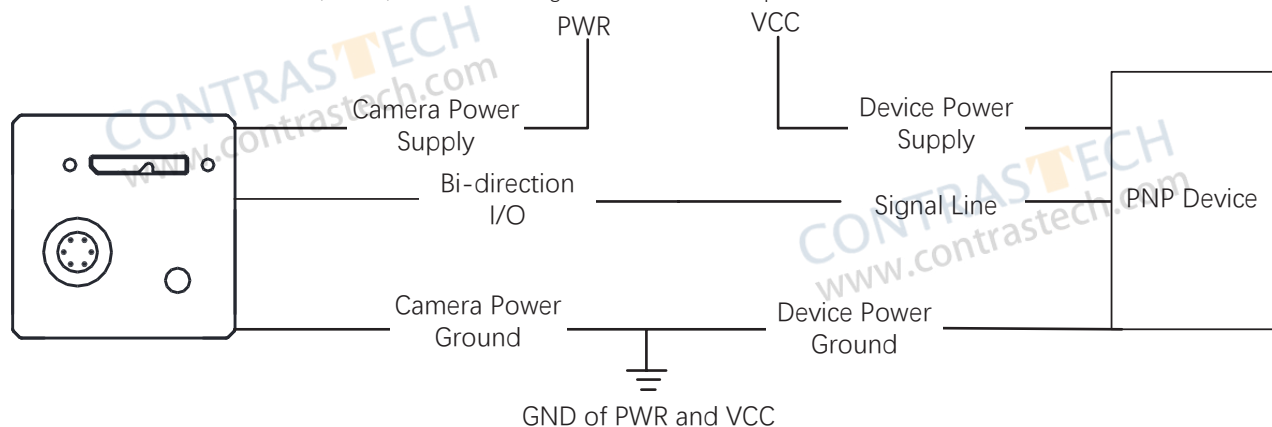 PWR
VCC
Camera Power
Supply
Device Power
Supply
Bi-direction
I/O
Signal Line
PNP Device
Camera Power
Ground
Device Power
Ground
GND of PWR and VCC
CONTRASTECH
www.contrastech.com
CONTRASTECH
www.contrastech.com